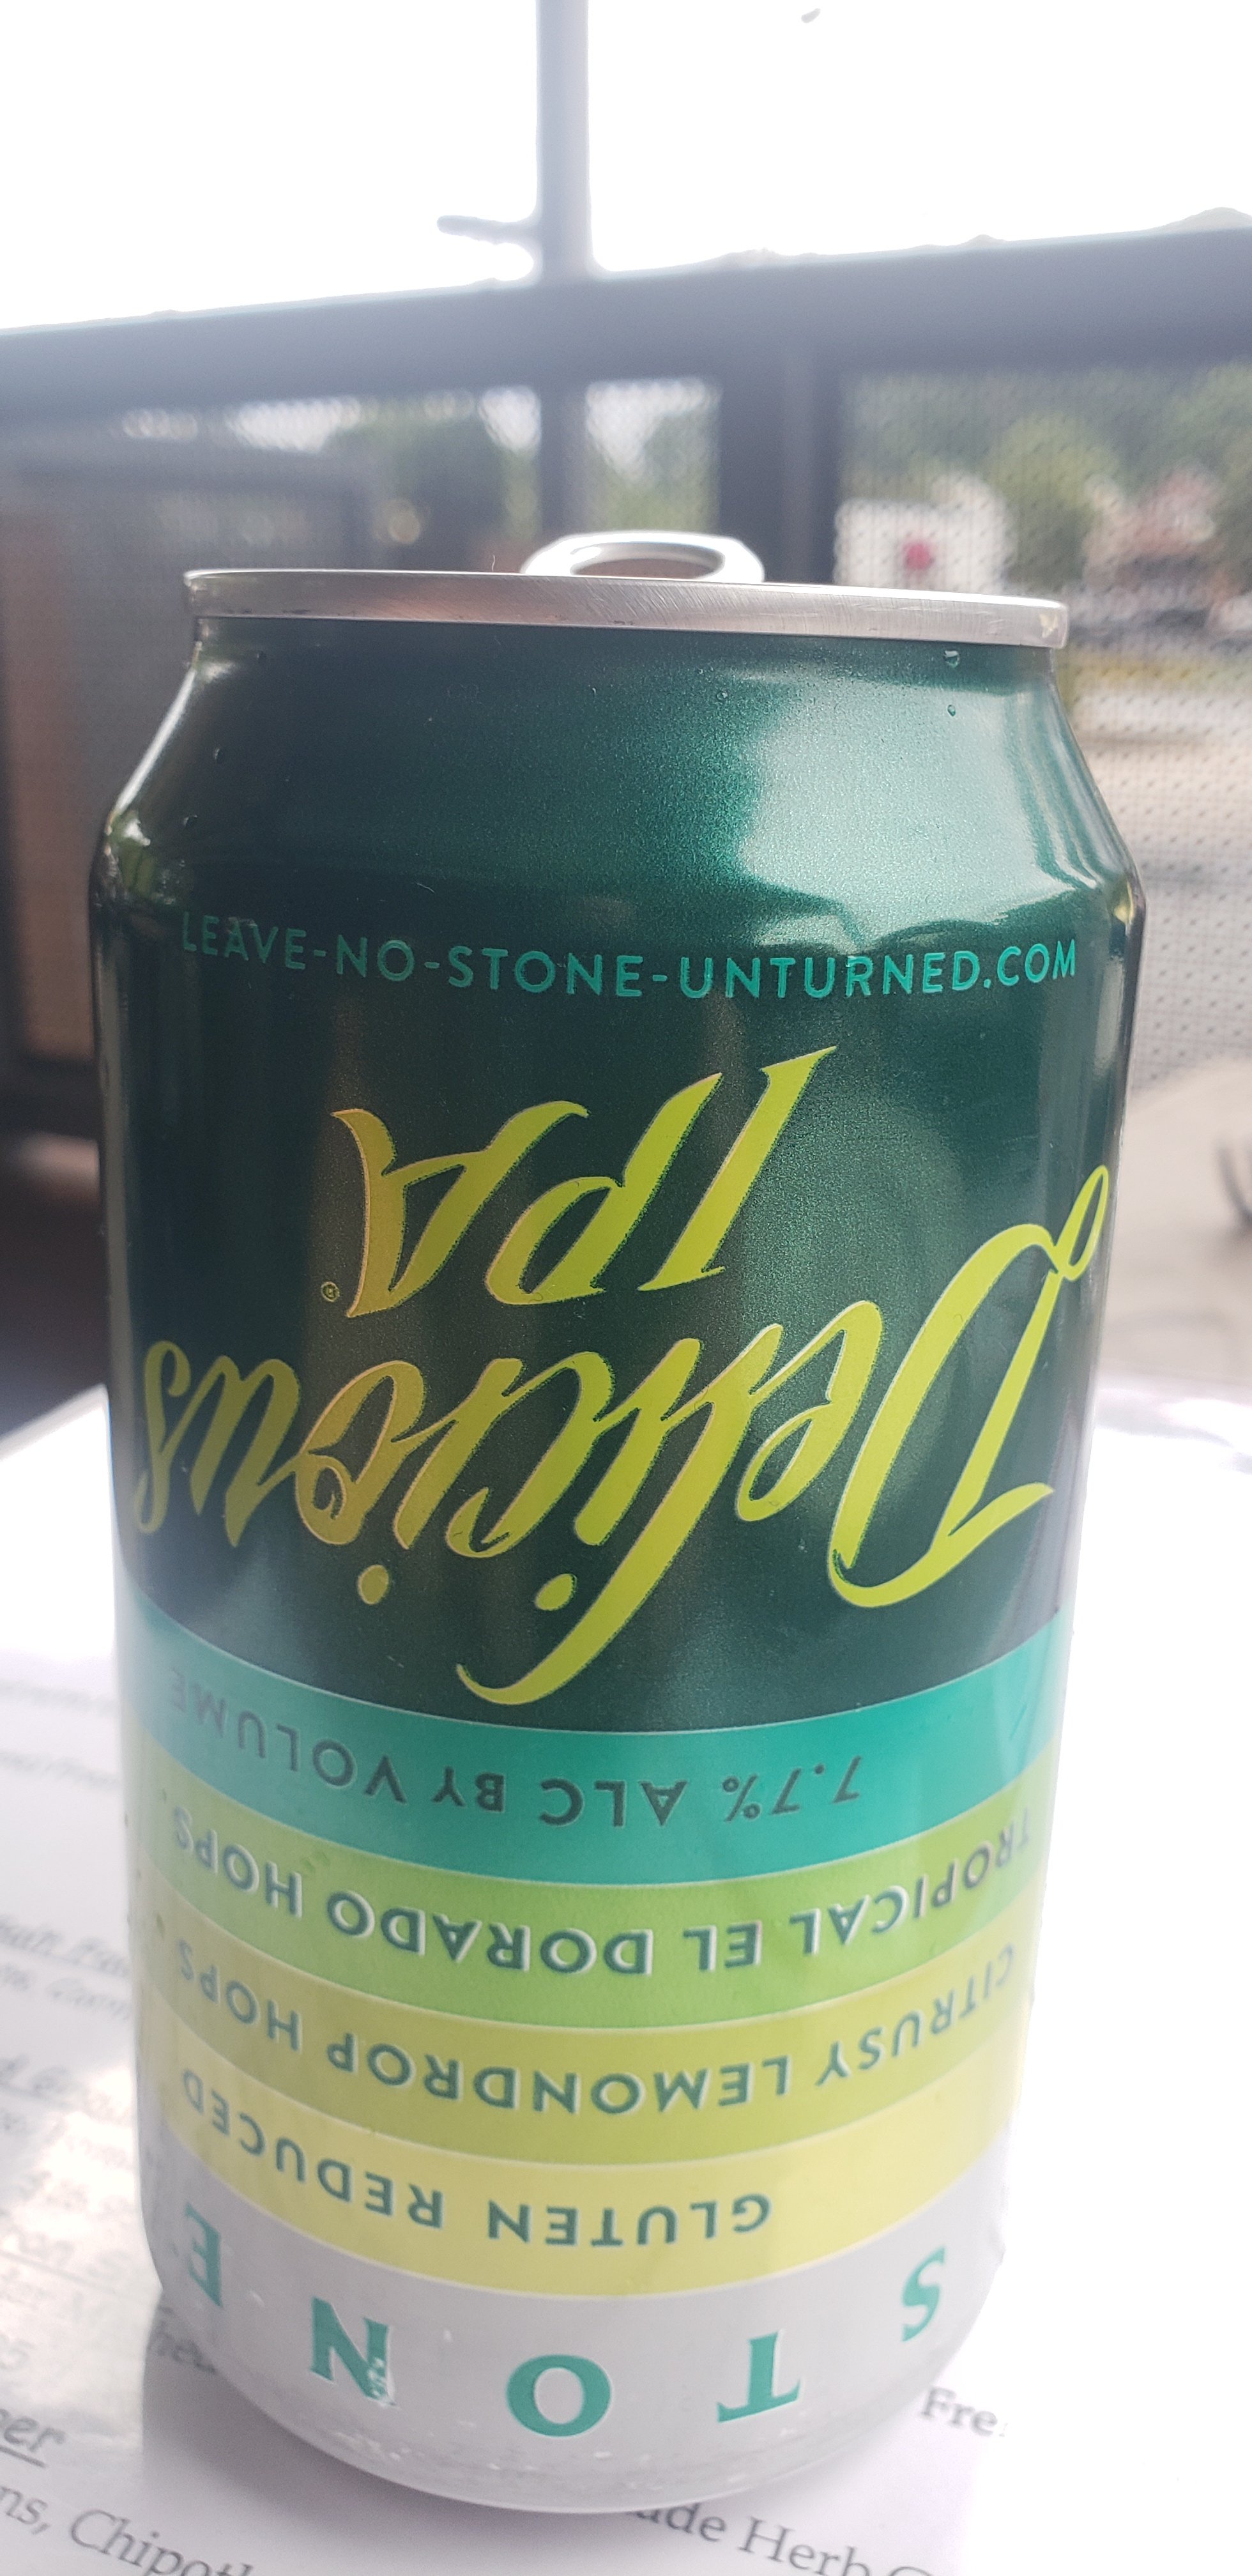 LEAVE-NO-STONE-UNTURNED.COM
STONE
GLUTEN REDUCED
CITRUSY LEMONDROP HOPS
TROPICAL EL DORADO HOPS
7.7% ALC BY VOLUME
Delicious
IPA®
Herb